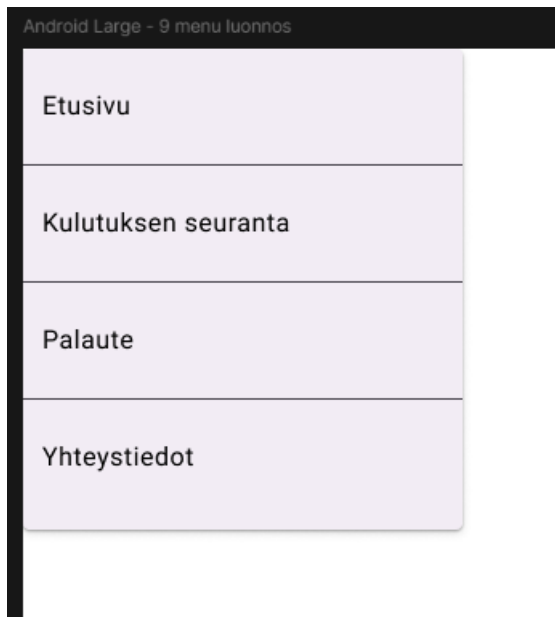 Android Large - 9 menu luonnos
Etusivu
Kulutuksen seuranta
Palaute
Yhteystiedot